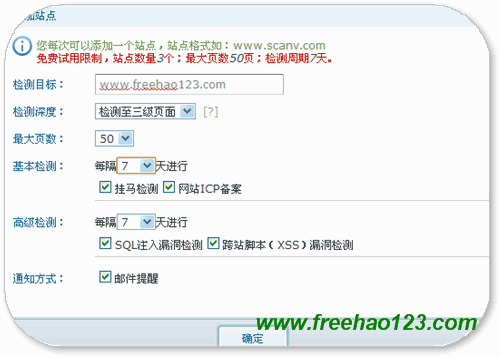 加站点
您每次可以添加一个站点，站点格式如：www.scanv.com
免费试用限制，站点数量3个；最大页数50页；检测周期7天。
检测目标： www.freehao123.com
检测深度： 检测至三级页面 [?]
最大页数： 50
基本检测： 每隔 7 天进行
挂马检测 网站ICP备案
高级检测： 每隔 7 天进行
SQL注入漏洞检测 跨站脚本（XSS）漏洞检测
通知方式： 邮件提醒
www.freehao123.com
确定